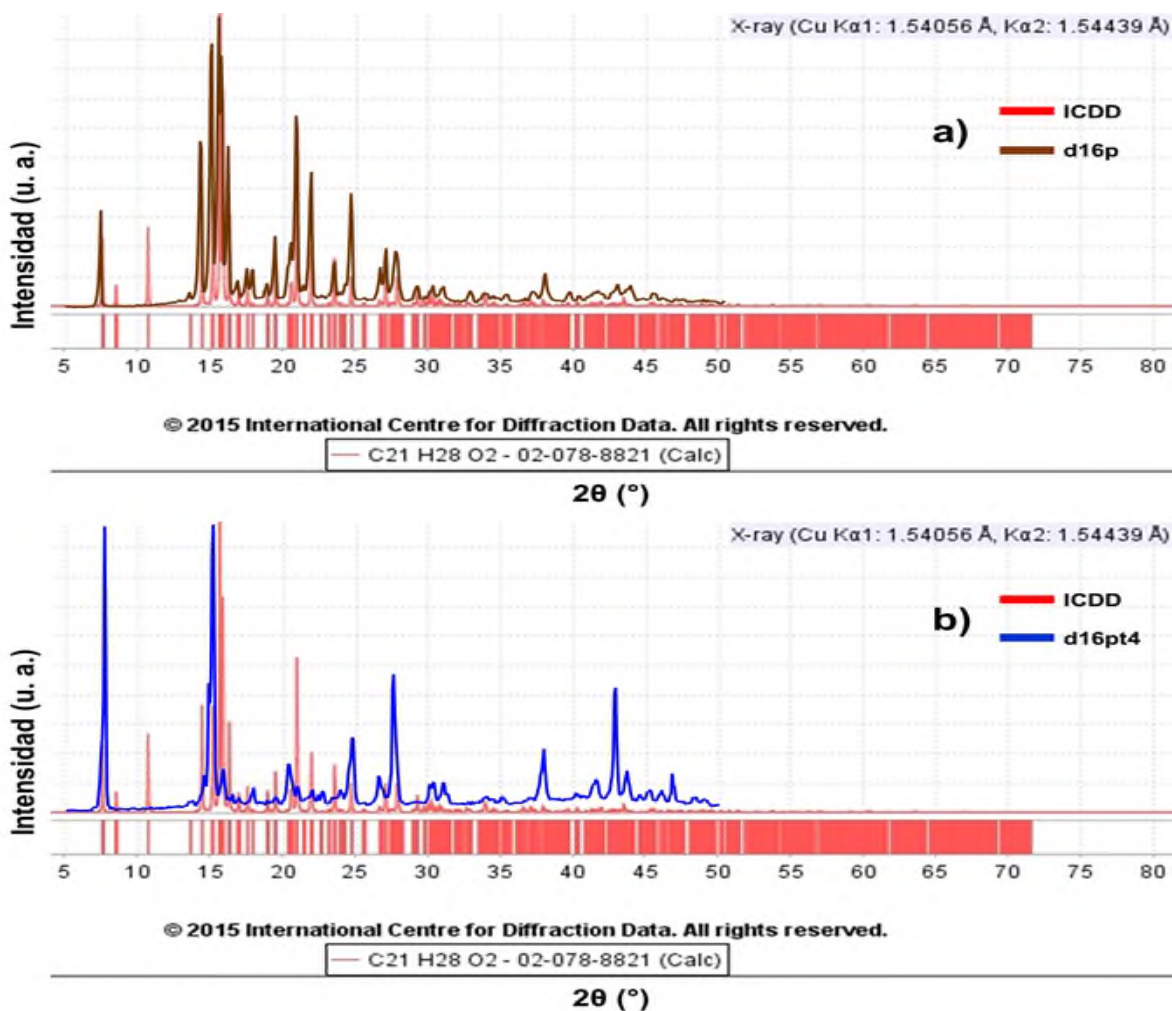 X-ray (Cu Kα1: 1.54056 Å, Kα2: 1.54439 Å)
a)
ICDD
d16p
Intensidad (u. a.)
5 10 15 20 25 30 35 40 45 50 55 60 65 70 75 80
© 2015 International Centre for Diffraction Data. All rights reserved.
C21 H28 O2 - 02-078-8821 (Calc)
2θ (°)
X-ray (Cu Kα1: 1.54056 Å, Kα2: 1.54439 Å)
b)
ICDD
d16pt4
Intensidad (u. a.)
5 10 15 20 25 30 35 40 45 50 55 60 65 70 75 80
© 2015 International Centre for Diffraction Data. All rights reserved.
C21 H28 O2 - 02-078-8821 (Calc)
2θ (°)